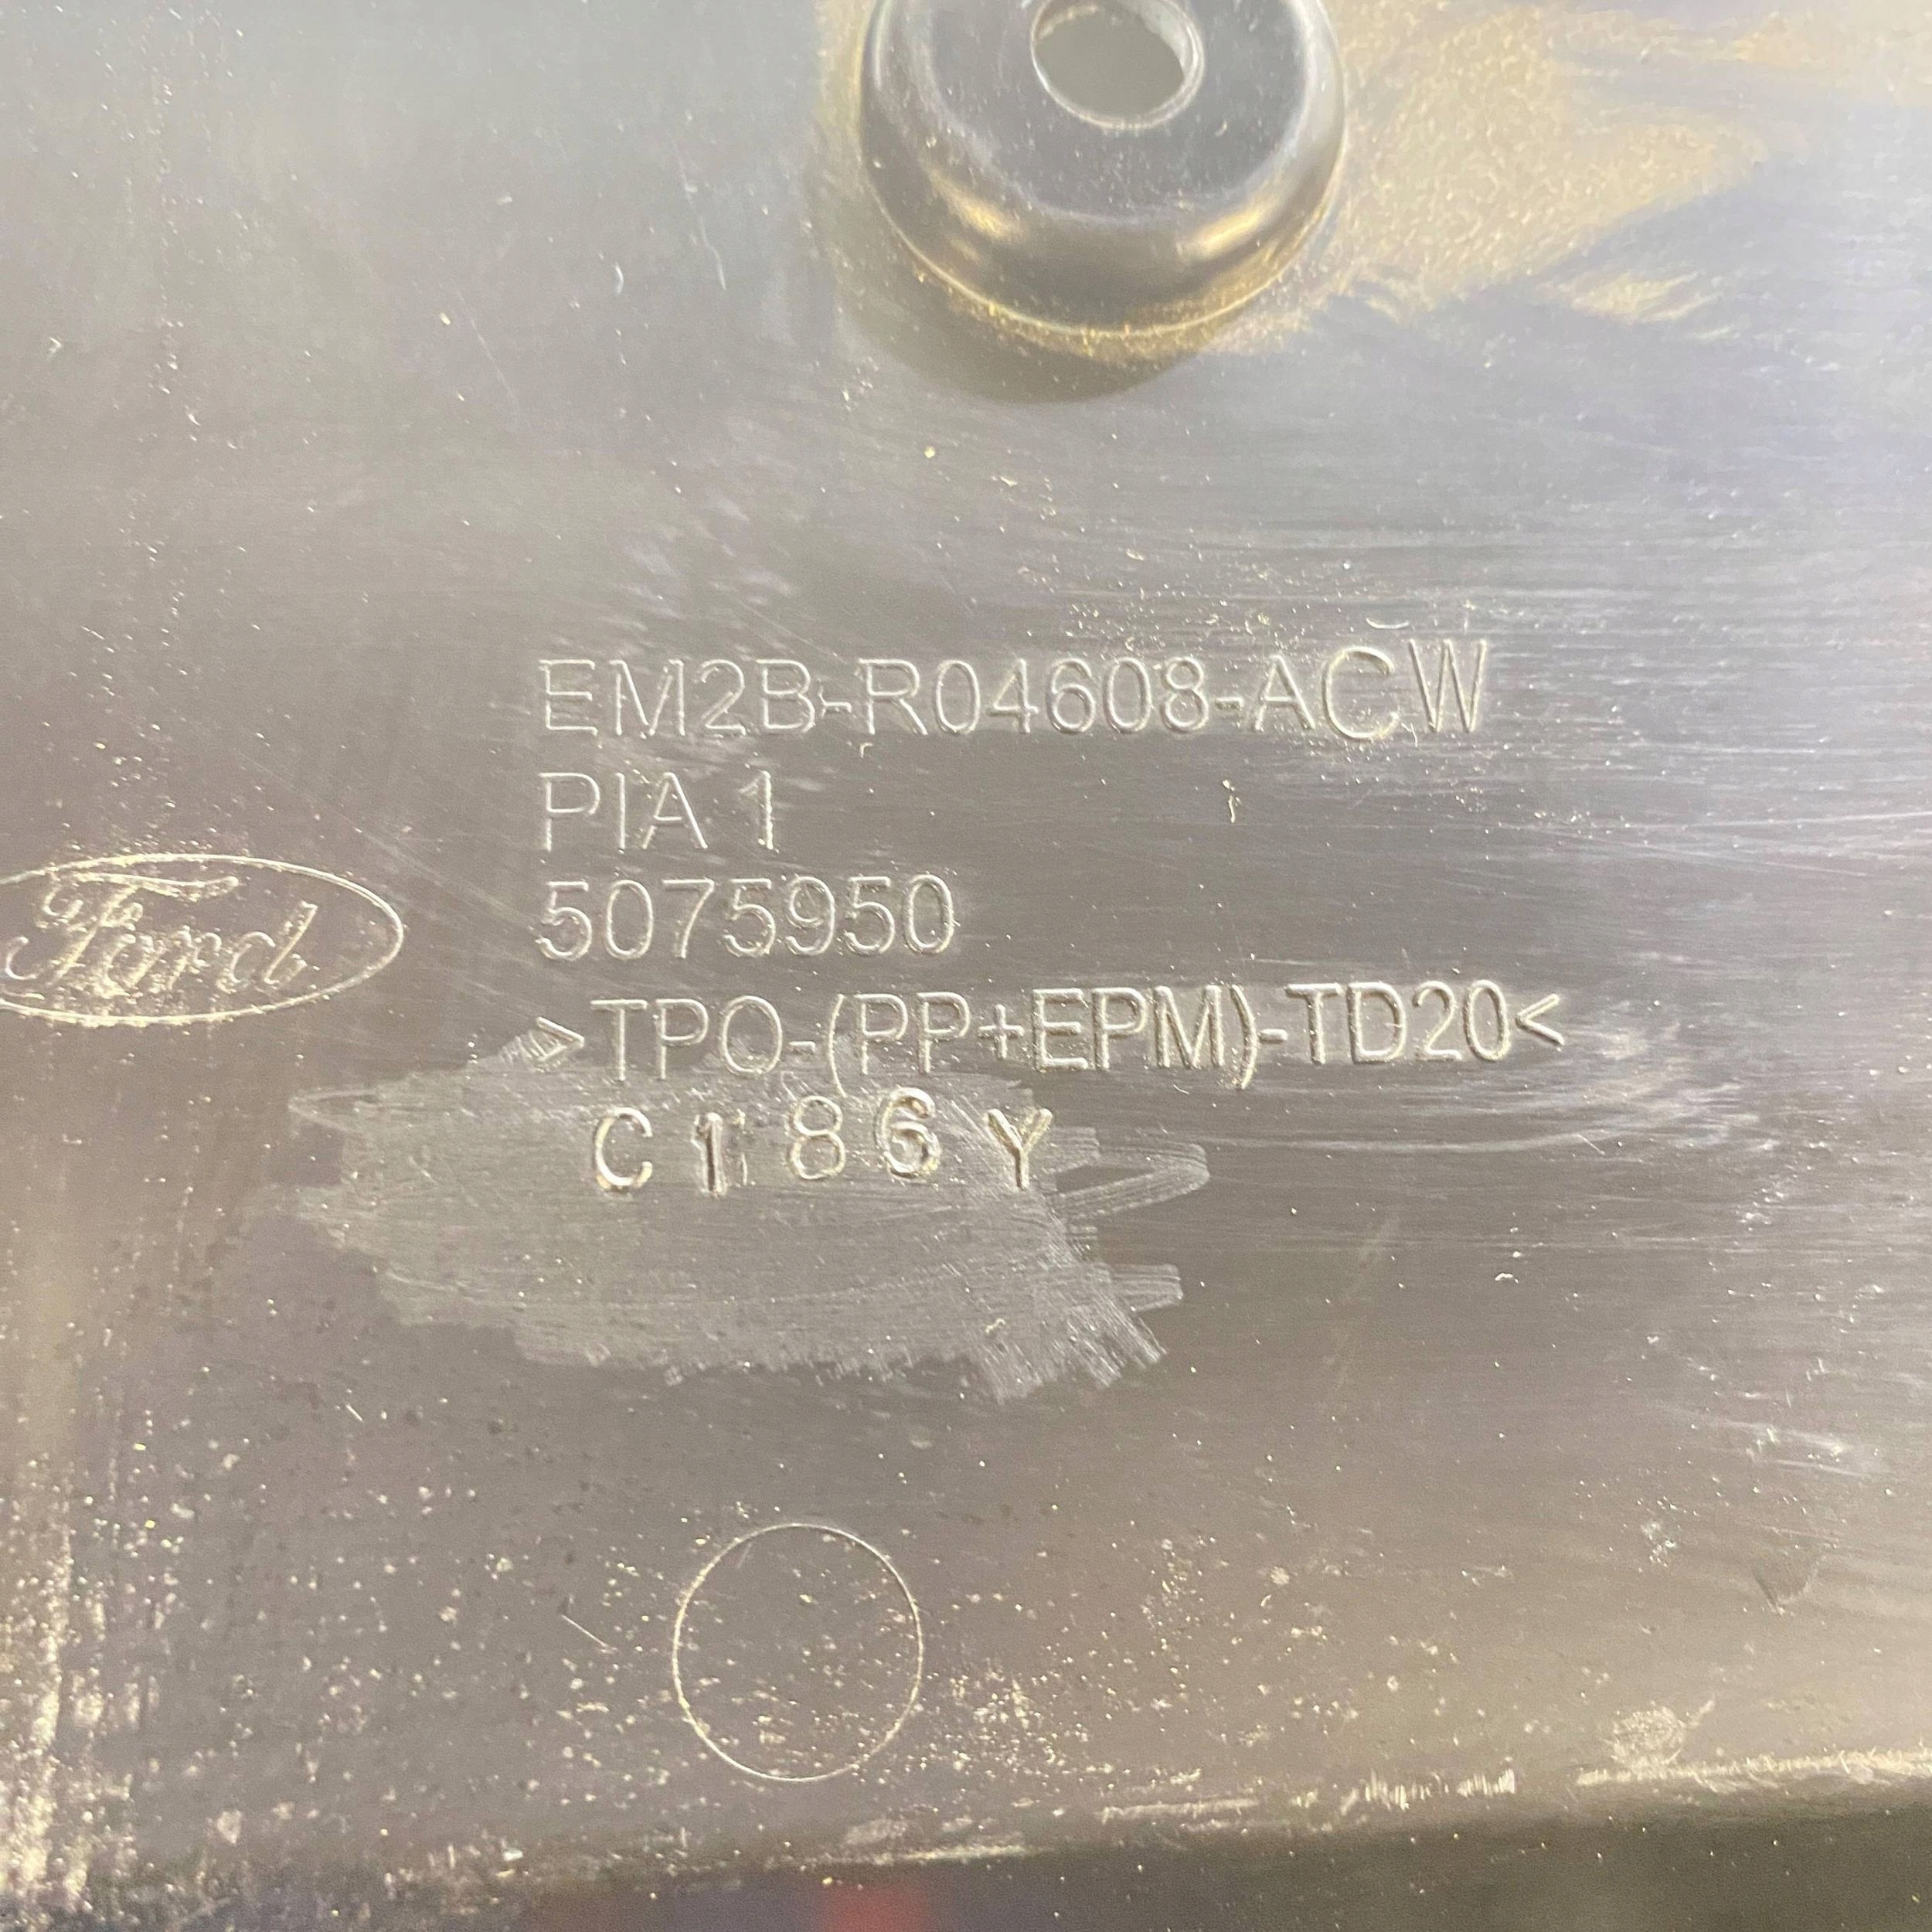 EM2B-R04608-ACW
PIA 1
Ford
5075950
>TPO-(PP+EPM)-TD20<
C186Y